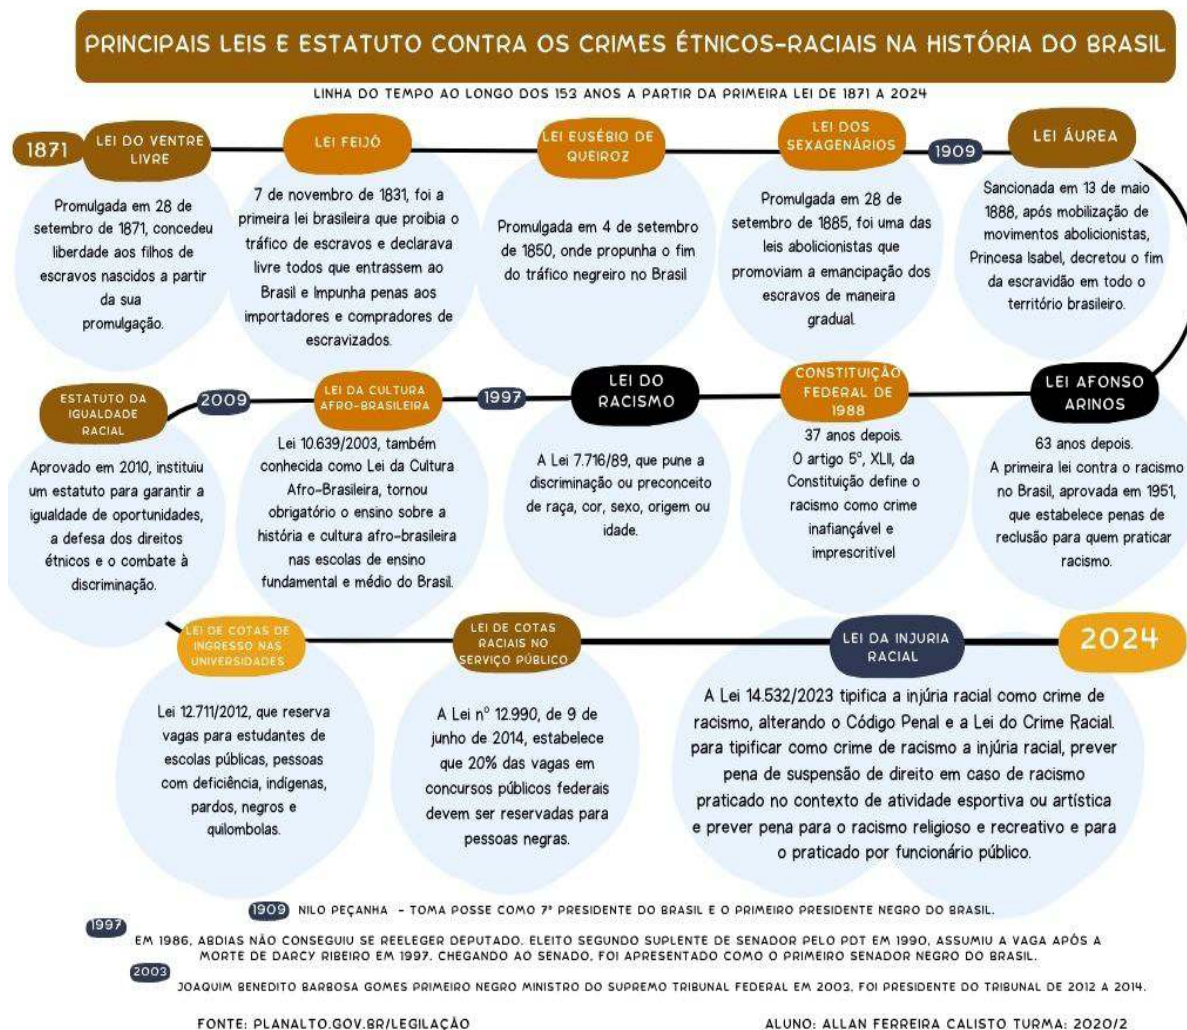 PRINCIPAIS LEIS E ESTATUTO CONTRA OS CRIMES ÉTNICOS-RACIAIS NA HISTÓRIA DO BRASIL
LINHA DO TEMPO AO LONGO DOS 153 ANOS A PARTIR DA PRIMEIRA LEI DE 1871 A 2024
1871
LEI DO VENTRE
LIVRE
Promulgada em 28 de
setembro de 1871, concedeu
liberdade aos filhos de
escravos nascidos a partir
da sua
promulgação.
LEI FEIJÓ
7 de novembro de 1831, foi a
primeira lei brasileira que proibia o
tráfico de escravos e declarava
livre todos que entrassem ao
Brasil e Impunha penas aos
importadores e compradores de
escravizados.
LEI EUSÉBIO DE
QUEIROZ
Promulgada em 4 de setembro
de 1850, onde propunha o fim
do tráfico negreiro no Brasil
LEI DOS
SEXAGENÁRIOS
Promulgada em 28 de
setembro de 1885, foi uma das
leis abolicionistas que
promoviam a emancipação dos
escravos de maneira
gradual.
1909
LEI ÁUREA
Sancionada em 13 de maio
1888, após mobilização de
movimentos abolicionistas,
Princesa Isabel, decretou o fim
da escravidão em todo o
território brasileiro.
ESTATUTO DA
IGUALDADE
RACIAL
Aprovado em 2010, instituiu
um estatuto para garantir a
igualdade de oportunidades,
a defesa dos direitos
étnicos e o combate à
discriminação.
2009
LEI DA CULTURA
AFRO-BRASILEIRA
Lei 10.639/2003, também
conhecida como Lei da Cultura
Afro-Brasileira, tornou
obrigatório o ensino sobre a
história e cultura afro-brasileira
nas escolas de ensino
fundamental e médio do Brasil.
1997
LEI DO
RACISMO
A Lei 7.716/89, que pune a
discriminação ou preconceito
de raça, cor, sexo, origem ou
idade.
CONSTITUIÇÃO
FEDERAL DE
1988
37 anos depois.
O artigo 5º, XLII, da
Constituição define o
racismo como crime
inafiançável e
imprescritível
LEI AFONSO
ARINOS
63 anos depois.
A primeira lei contra o racismo
no Brasil, aprovada em 1951,
que estabelece penas de
reclusão para quem praticar
racismo.
LEI DE COTAS DE
INGRESSO NAS
UNIVERSIDADES
Lei 12.711/2012, que reserva
vagas para estudantes de
escolas públicas, pessoas
com deficiência, indígenas,
pardos, negros e
quilombolas.
LEI DE COTAS
RACIAIS NO
SERVIÇO PÚBLICO
A Lei nº 12.990, de 9 de
junho de 2014, estabelece
que 20% das vagas em
concursos públicos federais
devem ser reservadas para
pessoas negras.
LEI DA INJURIA
RACIAL
A Lei 14.532/2023 tipifica a injúria racial como crime de
racismo, alterando o Código Penal e a Lei do Crime Racial.
para tipificar como crime de racismo a injúria racial, prever
pena de suspensão de direito em caso de racismo
praticado no contexto de atividade esportiva ou artística
e prever pena para o racismo religioso e recreativo e para
o praticado por funcionário público.
2024
1909 NILO PEÇANHA - TOMA POSSE COMO 7º PRESIDENTE DO BRASIL E O PRIMEIRO PRESIDENTE NEGRO DO BRASIL.
1997
EM 1986, ABDIAS NÃO CONSEGUIU SE REELEGER DEPUTADO. ELEITO SEGUNDO SUPLENTE DE SENADOR PELO PDT EM 1990, ASSUMIU A VAGA APÓS A
MORTE DE DARCY RIBEIRO EM 1997. CHEGANDO AO SENADO, FOI APRESENTADO COMO O PRIMEIRO SENADOR NEGRO DO BRASIL.
2003
JOAQUIM BENEDITO BARBOSA GOMES PRIMEIRO NEGRO MINISTRO DO SUPREMO TRIBUNAL FEDERAL EM 2003, FOI PRESIDENTE DO TRIBUNAL DE 2012 A 2014.
FONTE: PLANALTO.GOV.BR/LEGILAÇÃO
ALUNO: ALLAN FERREIRA CALISTO TURMA: 2020/2